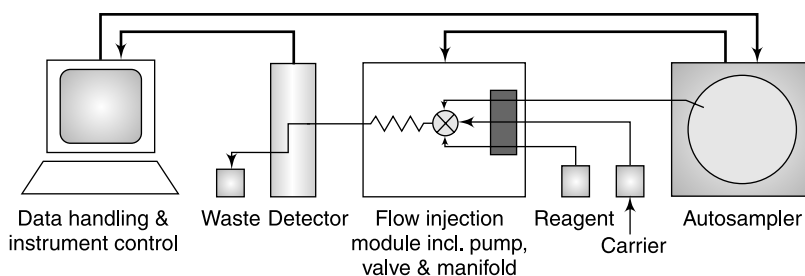 Data handling &
instrument control
Waste
Detector
Flow injection
module incl. pump,
valve & manifold
Reagent
Carrier
Autosampler